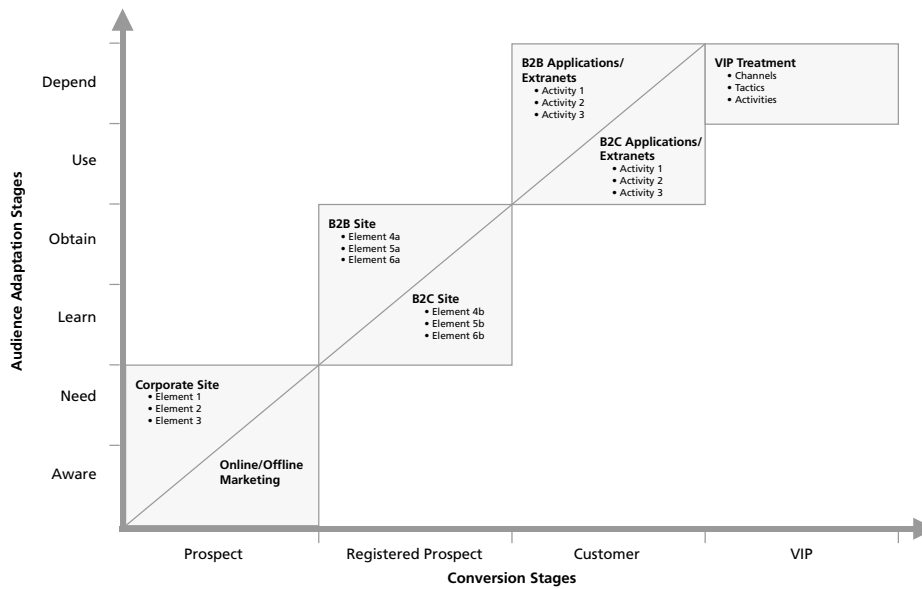 Audience Adaptation Stages
Depend
Use
Obtain
Learn
Need
Aware
B2B Applications/
Extranets
• Activity 1
• Activity 2
• Activity 3
B2C Applications/
Extranets
• Activity 1
• Activity 2
• Activity 3
VIP Treatment
• Channels
• Tactics
• Activities
B2B Site
• Element 4a
• Element 5a
• Element 6a
B2C Site
• Element 4b
• Element 5b
• Element 6b
Corporate Site
• Element 1
• Element 2
• Element 3
Online/Offline
Marketing
Prospect
Registered Prospect
Customer
VIP
Conversion Stages